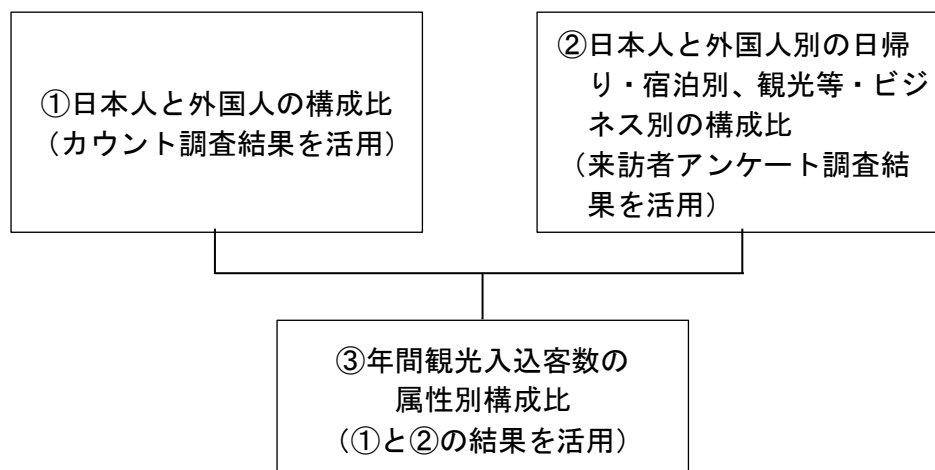 ①日本人と外国人の構成比
（カウント調査結果を活用）
②日本人と外国人別の日帰
り・宿泊別、観光等・ビジ
ネス別の構成比
（来訪者アンケート調査結
果を活用）
③年間観光入込客数の
属性別構成比
（①と②の結果を活用）